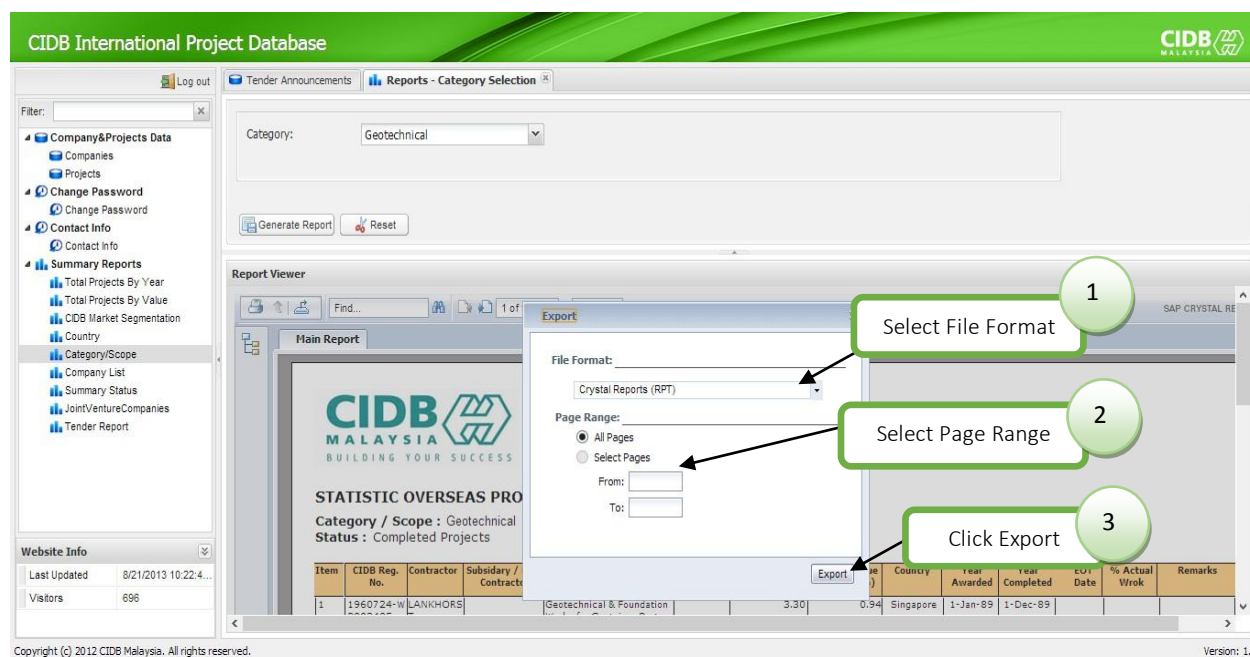 CIDB International Project Database
CIDB
MALAYSIA
Log out
Tender Announcements
Reports - Category Selection
Filter:
Company&Projects Data
Companies
Projects
Change Password
Change Password
Contact Info
Contact Info
Summary Reports
Total Projects By Year
Total Projects By Value
CIDB Market Segmentation
Country
Category/Scope
Company List
Summary Status
JointVentureCompanies
Tender Report
Website Info
Last Updated 8/21/2013 10:22:4...
Visitors 696
Category: Geotechnical
Generate Report
Reset
Report Viewer
Find...
1 of
SAP CRYSTAL RE
Main Report
CIDB
MALAYSIA
BUILDING YOUR SUCCESS
STATISTIC OVERSEAS PRO
Category / Scope : Geotechnical
Status : Completed Projects
Item CIDB Reg. Contractor Subsidary / Country Year Year EOT % Actual Remarks
No. Contracto Awarded Completed Date Wrok
1 1960724-W LANKHORS Geotechnical & Foundation 3.30 0.94 Singapore 1-Jan-89 1-Dec-89
Export
File Format:
Crystal Reports (RPT)
Page Range:
All Pages
Select Pages
From:
To:
Export
1
Select File Format
2
Select Page Range
3
Click Export
Copyright (c) 2012 CIDB Malaysia. All rights reserved.
Version: 1.